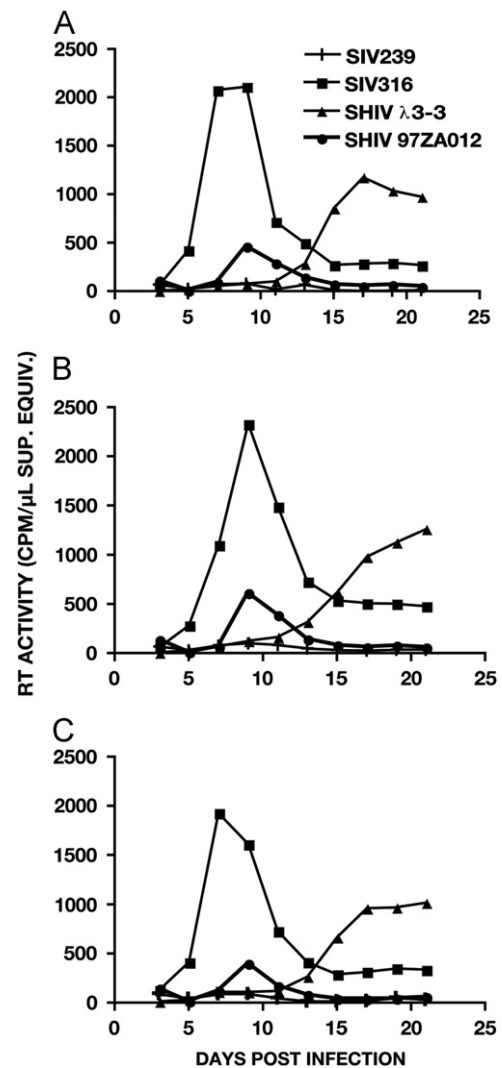 A
2500
2000
1500
1000
500
0
0 5 10 15 20 25
SIV239
SIV316
SHIV λ3-3
SHIV 97ZA012
B
2500
2000
1500
1000
500
0
0 5 10 15 20 25
RT ACTIVITY (CPM/µL SUP. EQUIV.)
C
2500
2000
1500
1000
500
0
0 5 10 15 20 25
DAYS POST INFECTION